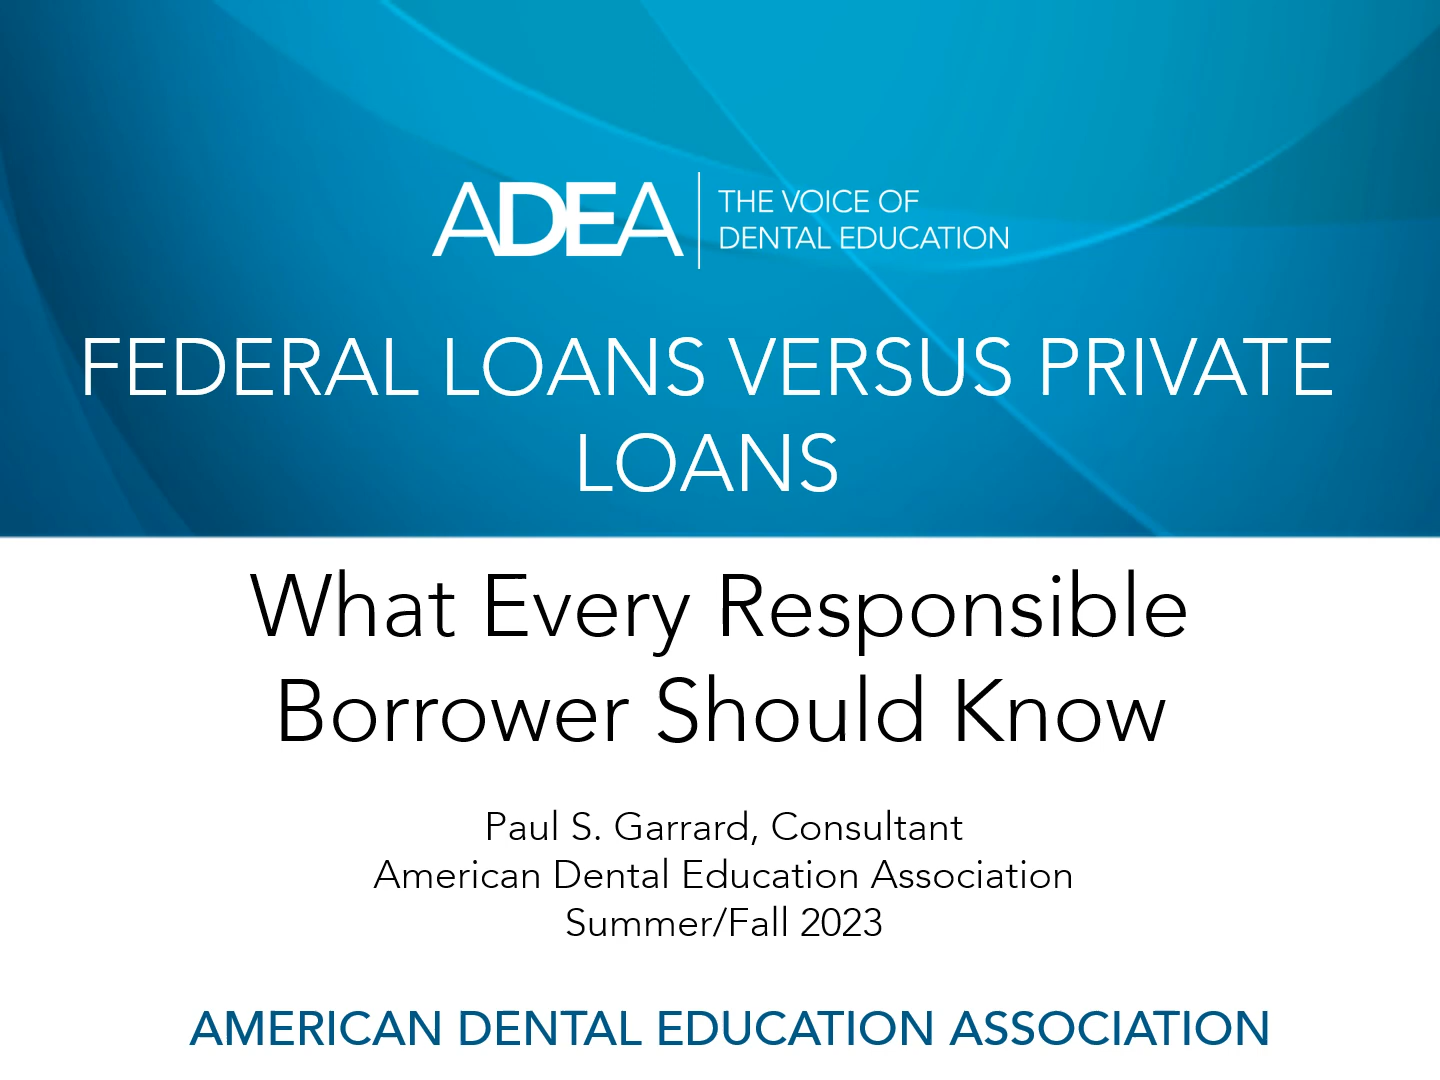 ADEA
THE VOICE OF
DENTAL EDUCATION
FEDERAL LOANS VERSUS PRIVATE
LOANS
What Every Responsible
Borrower Should Know
Paul S. Garrard, Consultant
American Dental Education Association
Summer/Fall 2023
AMERICAN DENTAL EDUCATION ASSOCIATION